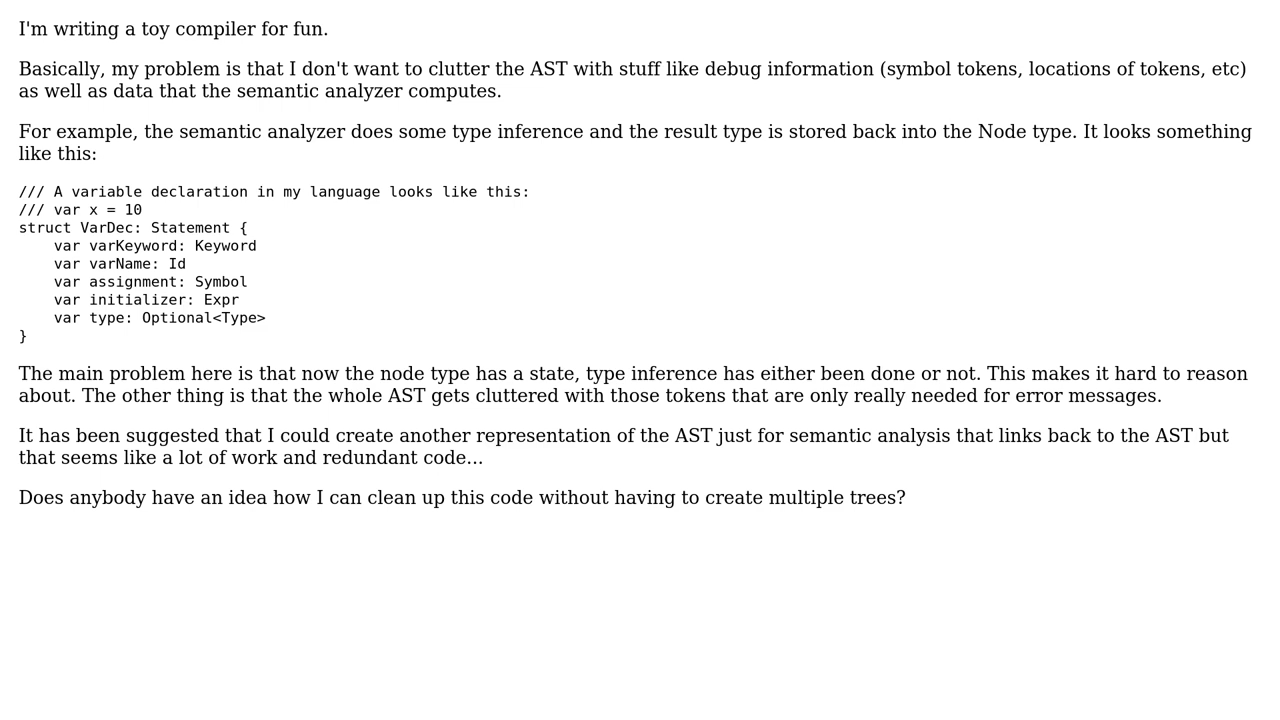 I'm writing a toy compiler for fun.
Basically, my problem is that I don't want to clutter the AST with stuff like debug information (symbol tokens, locations of tokens, etc)
as well as data that the semantic analyzer computes.
For example, the semantic analyzer does some type inference and the result type is stored back into the Node type. It looks something
like this:
/// A variable declaration in my language looks like this:
/// var x = 10
struct VarDec: Statement {
    var varKeyword: Keyword
    var varName: Id
    var assignment: Symbol
    var initializer: Expr
    var type: Optional<Type>
}
The main problem here is that now the node type has a state, type inference has either been done or not. This makes it hard to reason
about. The other thing is that the whole AST gets cluttered with those tokens that are only really needed for error messages.
It has been suggested that I could create another representation of the AST just for semantic analysis that links back to the AST but
that seems like a lot of work and redundant code...
Does anybody have an idea how I can clean up this code without having to create multiple trees?